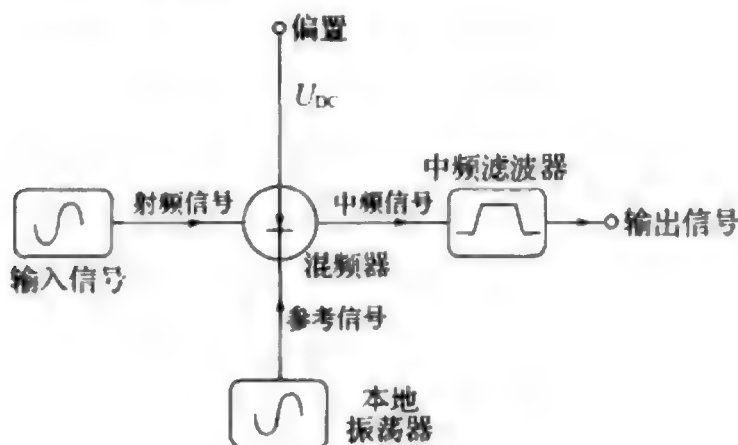 偏置
U_DC
中频滤波器
射频信号
中频信号
输出信号
混频器
输入信号
参考信号
本地
振荡器